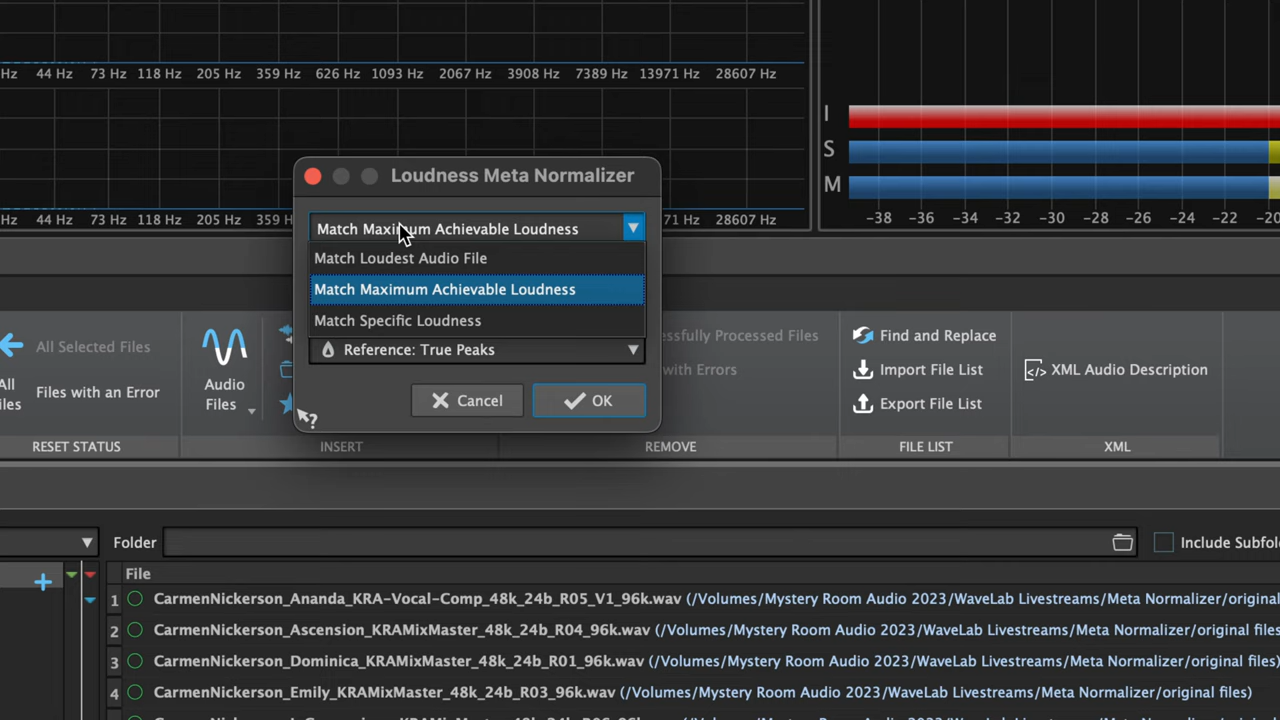 Hz 44 Hz 73 Hz 118 Hz 205 Hz 359 Hz 626 Hz 1093 Hz 2067 Hz 3908 Hz 7389 Hz 13971 Hz 28607 Hz
I
S
M
-38 -36 -34 -32 -30 -28 -26 -24 -22 -20
Hz 44 Hz 73 Hz 118 Hz 205 Hz 359 71 Hz 28607 Hz
Loudness Meta Normalizer
Match Maximum Achievable Loudness
Match Loudest Audio File
Match Maximum Achievable Loudness
Match Specific Loudness
Reference: True Peaks
Cancel
OK
All Selected Files
Files with an Error
All
iles
RESET STATUS
Audio
Files
INSERT
essfully Processed Files
with Errors
REMOVE
Find and Replace
Import File List
Export File List
FILE LIST
XML Audio Description
XML
Folder
Include Subfol
File
1 CarmenNickerson_Ananda_KRA-Vocal-Comp_48k_24b_R05_V1_96k.wav (/Volumes/Mystery Room Audio 2023/WaveLab Livestreams/Meta Normalizer/original
2 CarmenNickerson_Ascension_KRAMixMaster_48k_24b_R04_96k.wav (/Volumes/Mystery Room Audio 2023/WaveLab Livestreams/Meta Normalizer/original files
3 CarmenNickerson_Dominica_KRAMixMaster_48k_24b_R01_96k.wav (/Volumes/Mystery Room Audio 2023/WaveLab Livestreams/Meta Normalizer/original files)
4 CarmenNickerson_Emily_KRAMixMaster_48k_24b_R03_96k.wav (/Volumes/Mystery Room Audio 2023/WaveLab Livestreams/Meta Normalizer/original files)